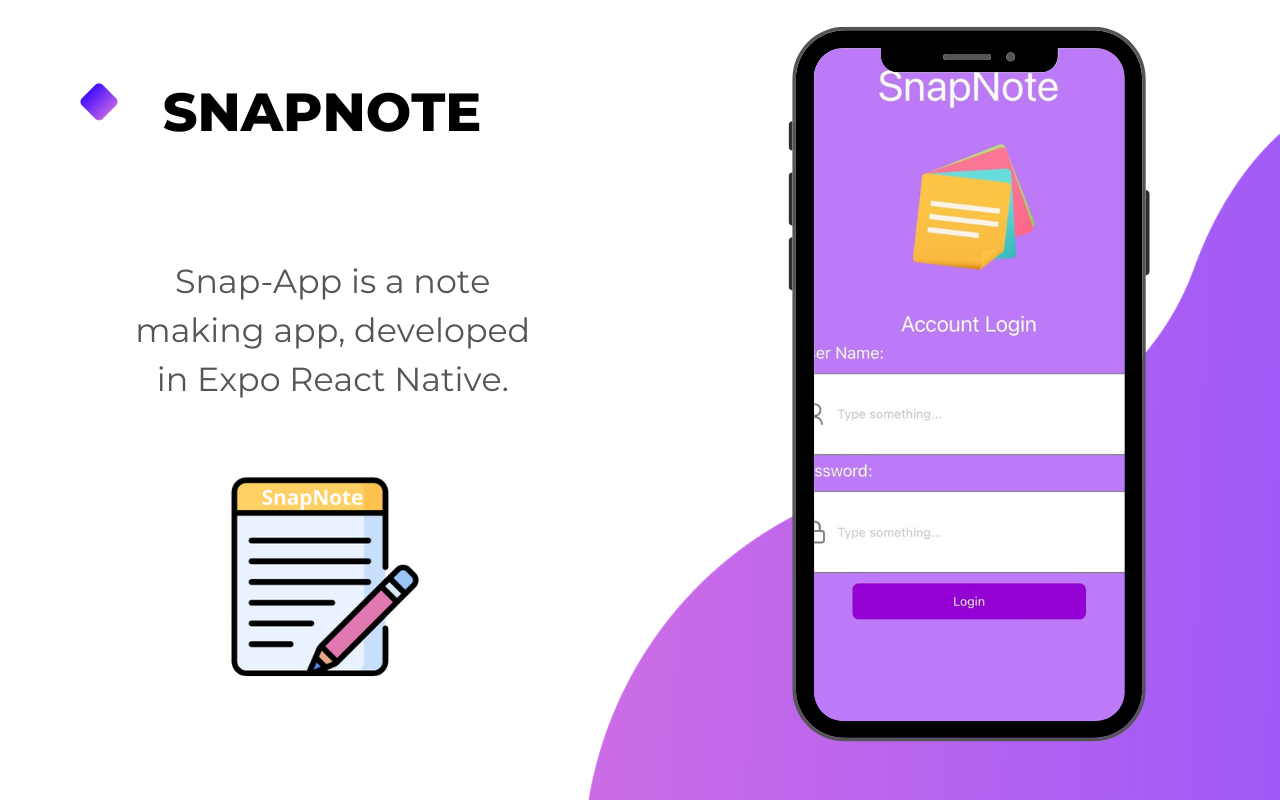 SNAPNOTE
Snap-App is a note
making app, developed
in Expo React Native.
SnapNote
SnapNote
Account Login
er Name:
Type something...
ssword:
Type something...
Login